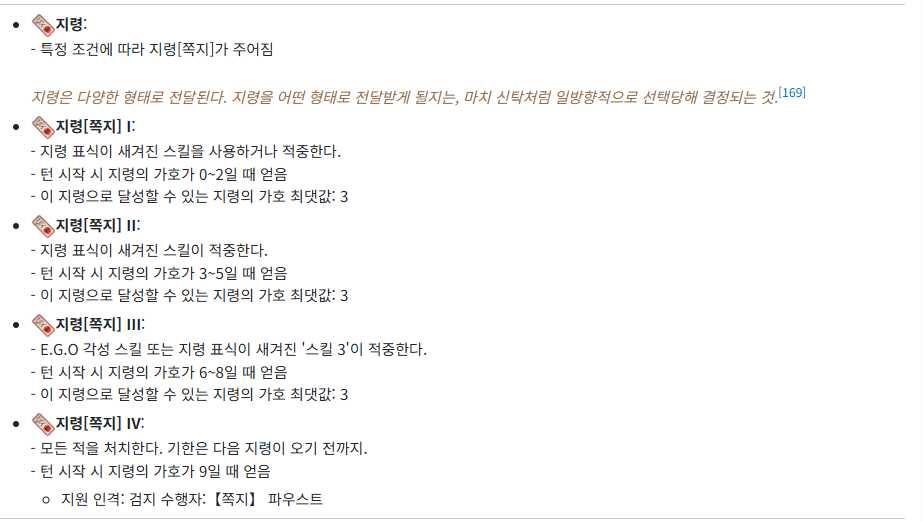 지령:
- 특정 조건에 따라 지령[쪽지]가 주어짐
지령은 다양한 형태로 전달된다. 지령을 어떤 형태로 전달받게 될지는, 마치 신탁처럼 일방향적으로 선택당해 결정되는 것.[169]
지령[쪽지] I:
- 지령 표식이 새겨진 스킬을 사용하거나 적중한다.
- 턴 시작 시 지령의 가호가 0~2일 때 얻음
- 이 지령으로 달성할 수 있는 지령의 가호 최댓값: 3
지령[쪽지] II:
- 지령 표식이 새겨진 스킬이 적중한다.
- 턴 시작 시 지령의 가호가 3~5일 때 얻음
- 이 지령으로 달성할 수 있는 지령의 가호 최댓값: 3
지령[쪽지] III:
- E.G.O 각성 스킬 또는 지령 표식이 새겨진 '스킬 3'이 적중한다.
- 턴 시작 시 지령의 가호가 6~8일 때 얻음
- 이 지령으로 달성할 수 있는 지령의 가호 최댓값: 3
지령[쪽지] IV:
- 모든 적을 처치한다. 기한은 다음 지령이 오기 전까지.
- 턴 시작 시 지령의 가호가 9일 때 얻음
지원 인격: 검지 수행자:【쪽지】 파우스트